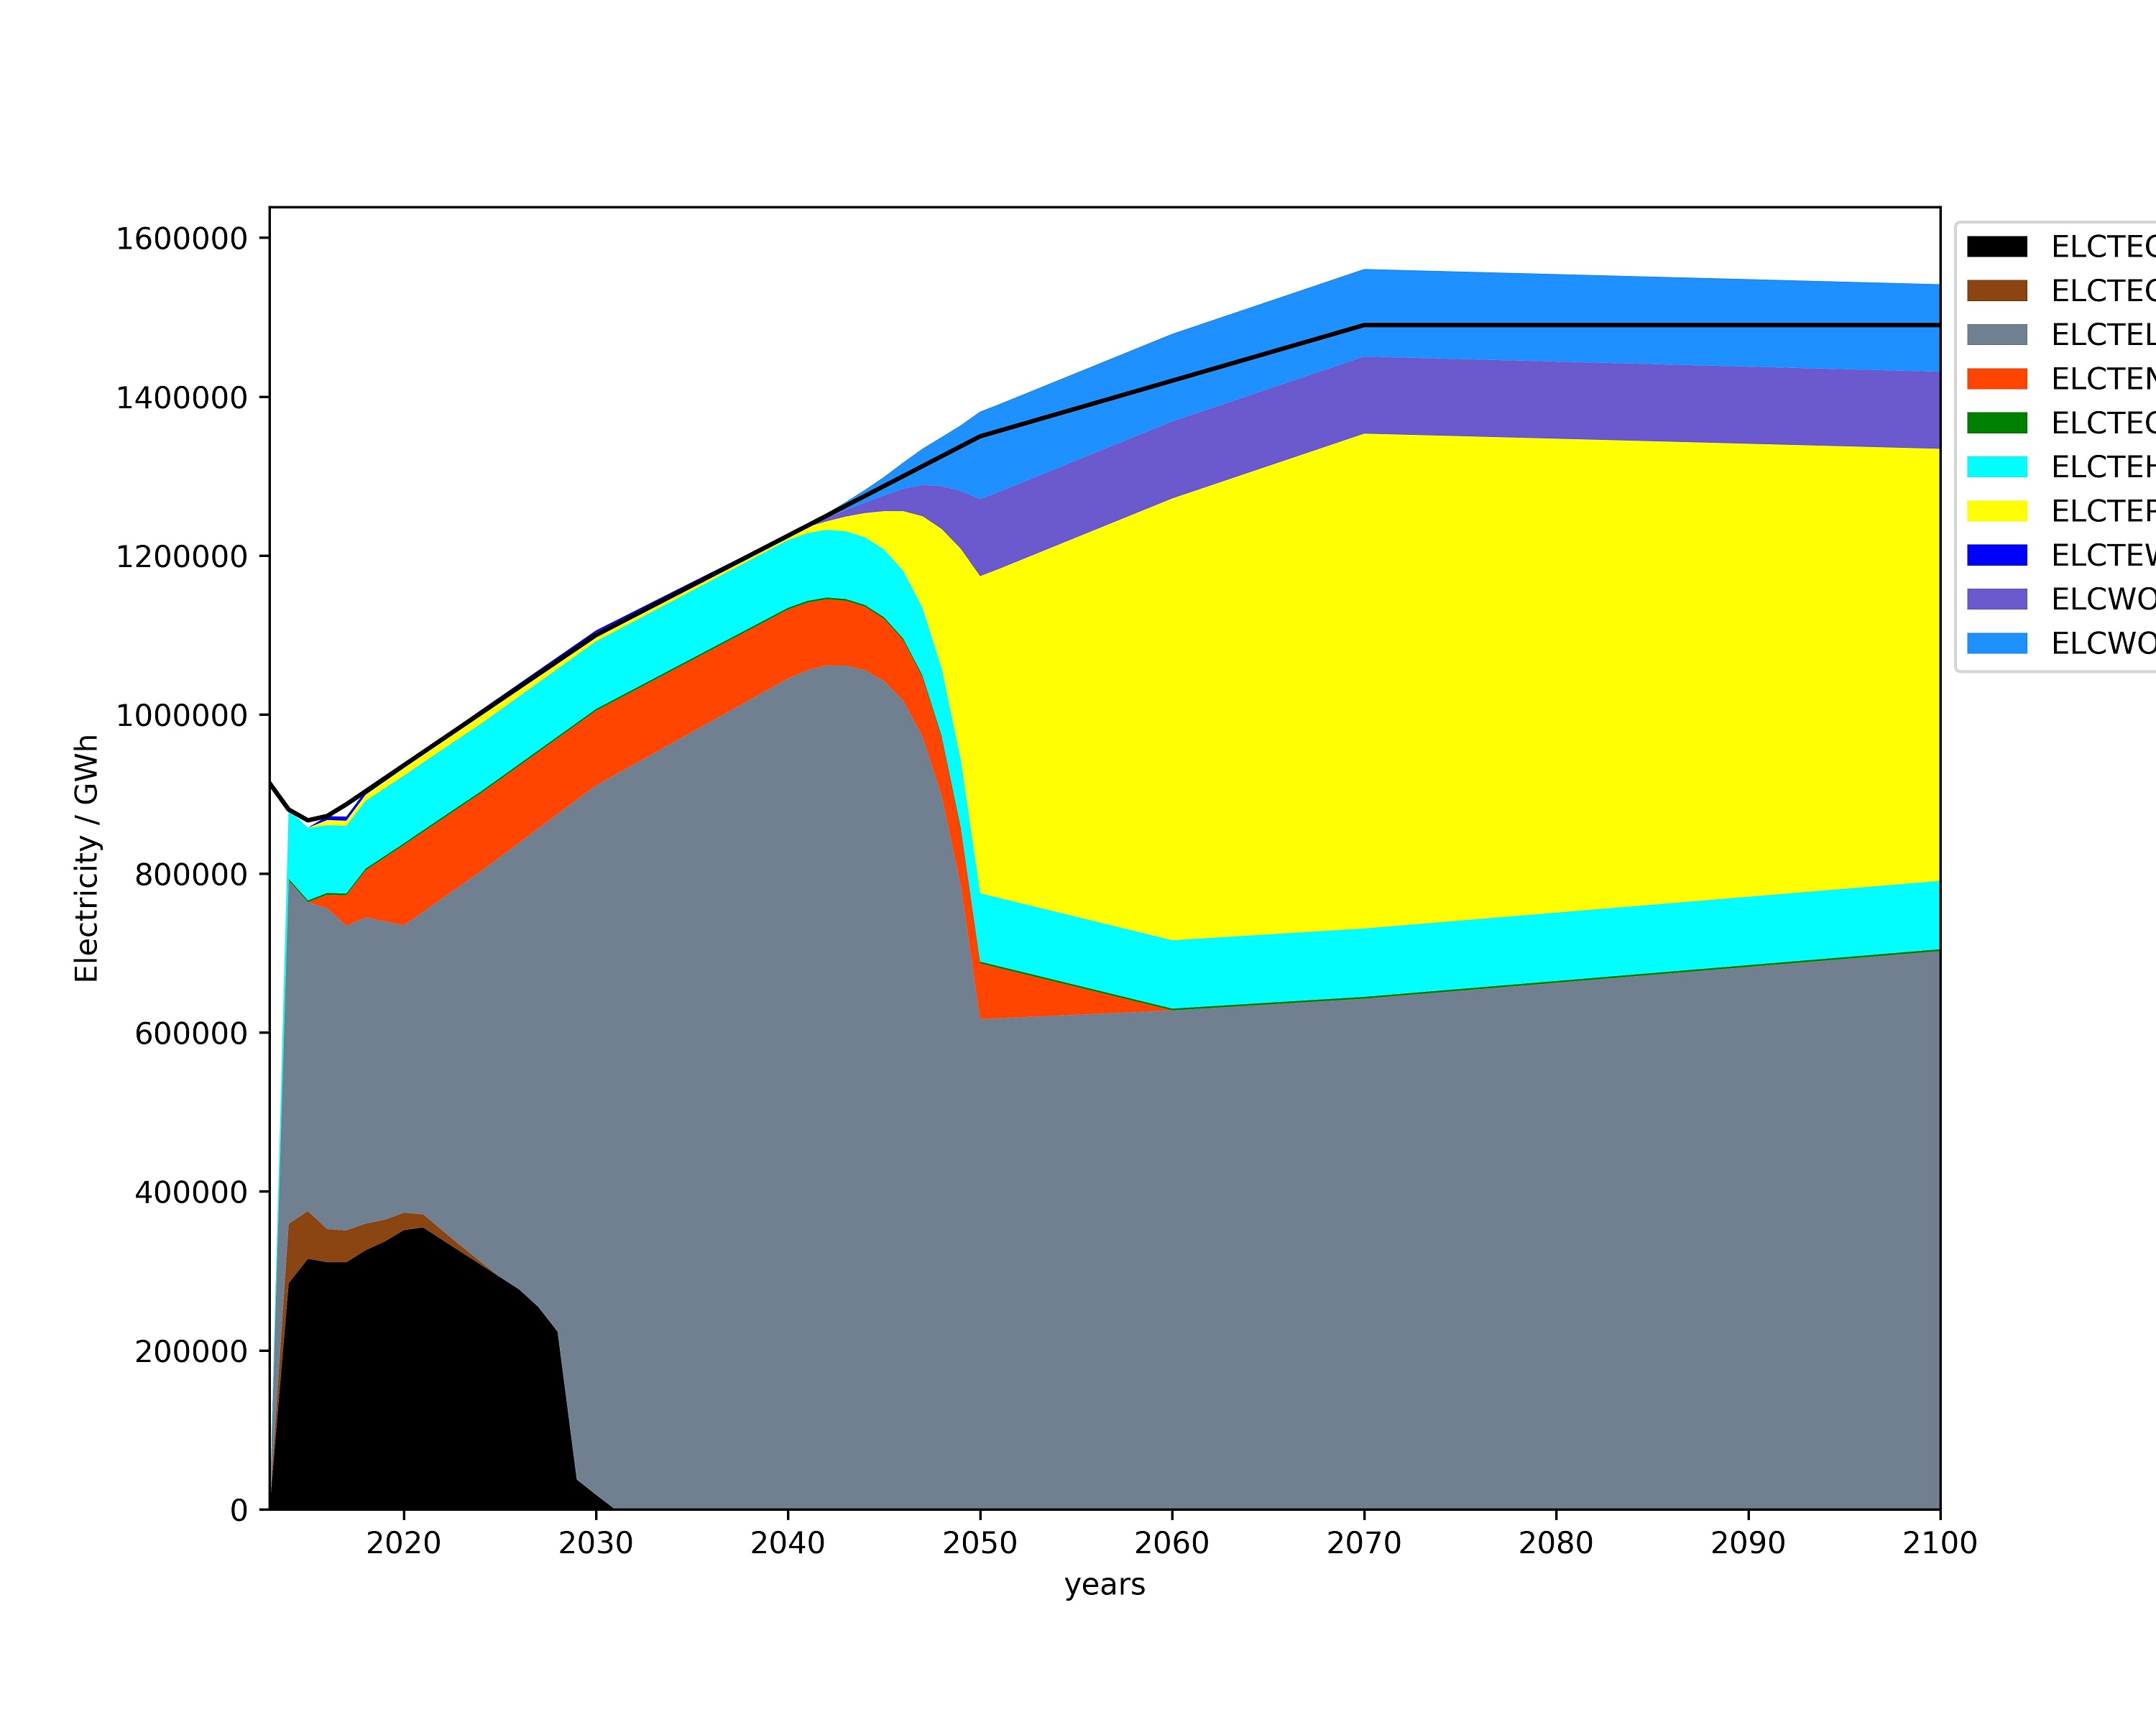 1600000
1400000
1200000
1000000
800000
600000
400000
200000
0
Electricity / GWh
2020 2030 2040 2050 2060 2070 2080 2090 2100
years
ELCTEC
ELCTEC
ELCTEL
ELCTEN
ELCTEC
ELCTEH
ELCTEP
ELCTEW
ELCWO
ELCWO